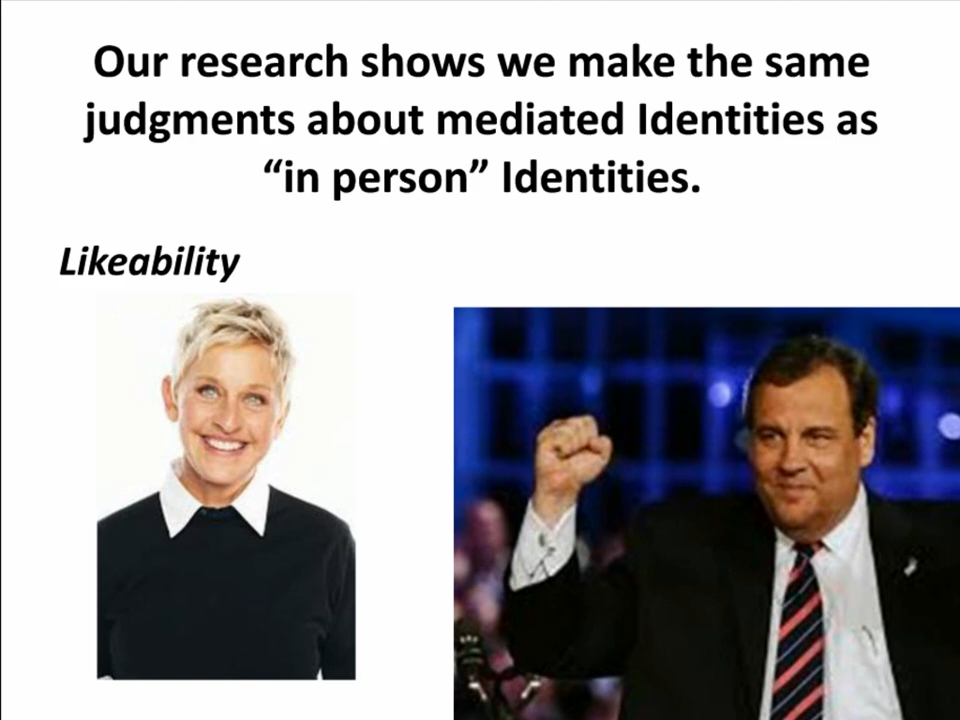 Our research shows we make the same
judgments about mediated Identities as
“in person” Identities.
Likeability